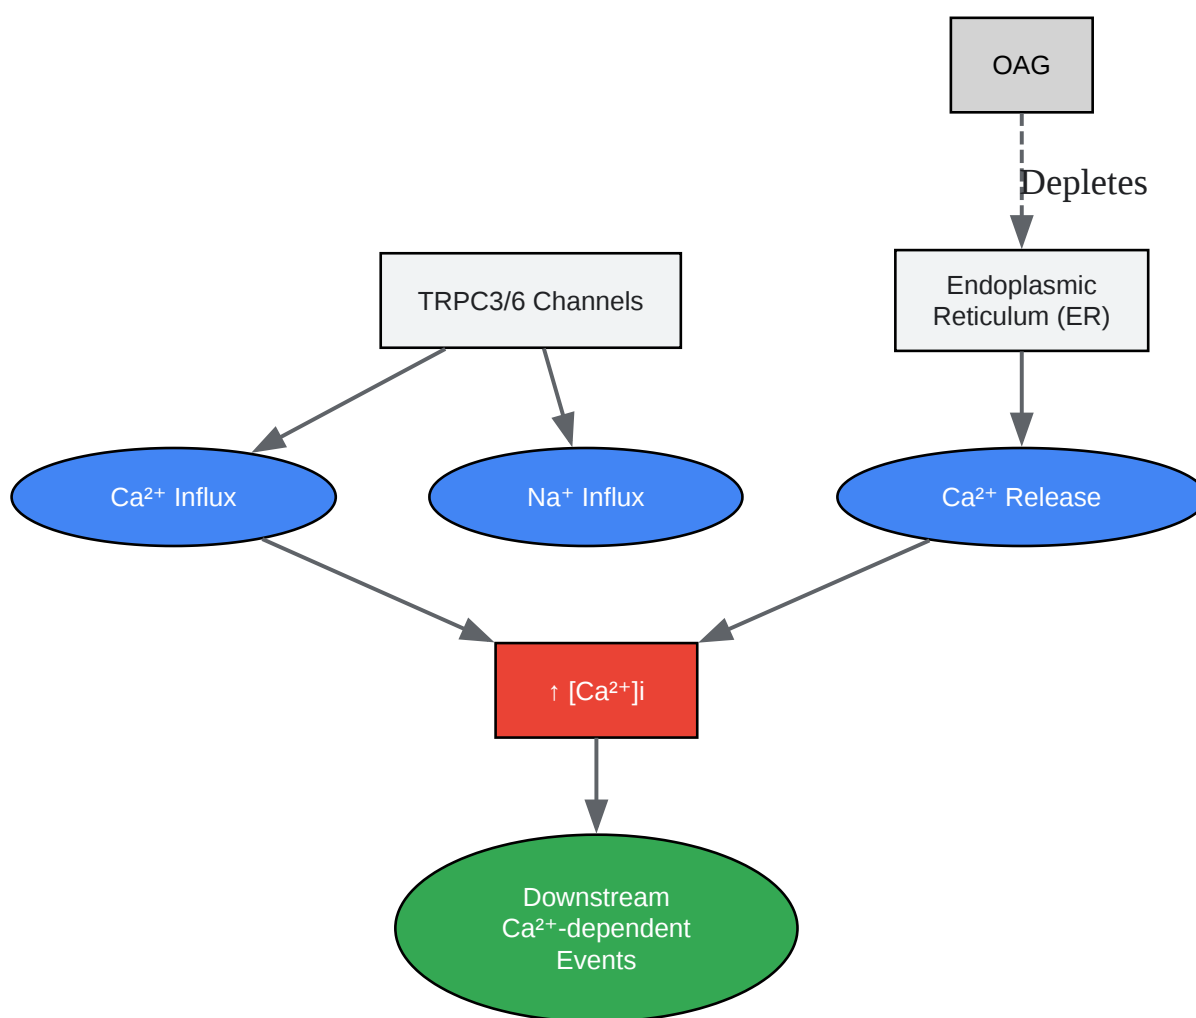 OAG
Depletes
TRPC3/6 Channels
Endoplasmic
Reticulum (ER)
Ca²⁺ Influx
Na⁺ Influx
Ca²⁺ Release
↑ [Ca²⁺]i
Downstream
Ca²⁺-dependent
Events